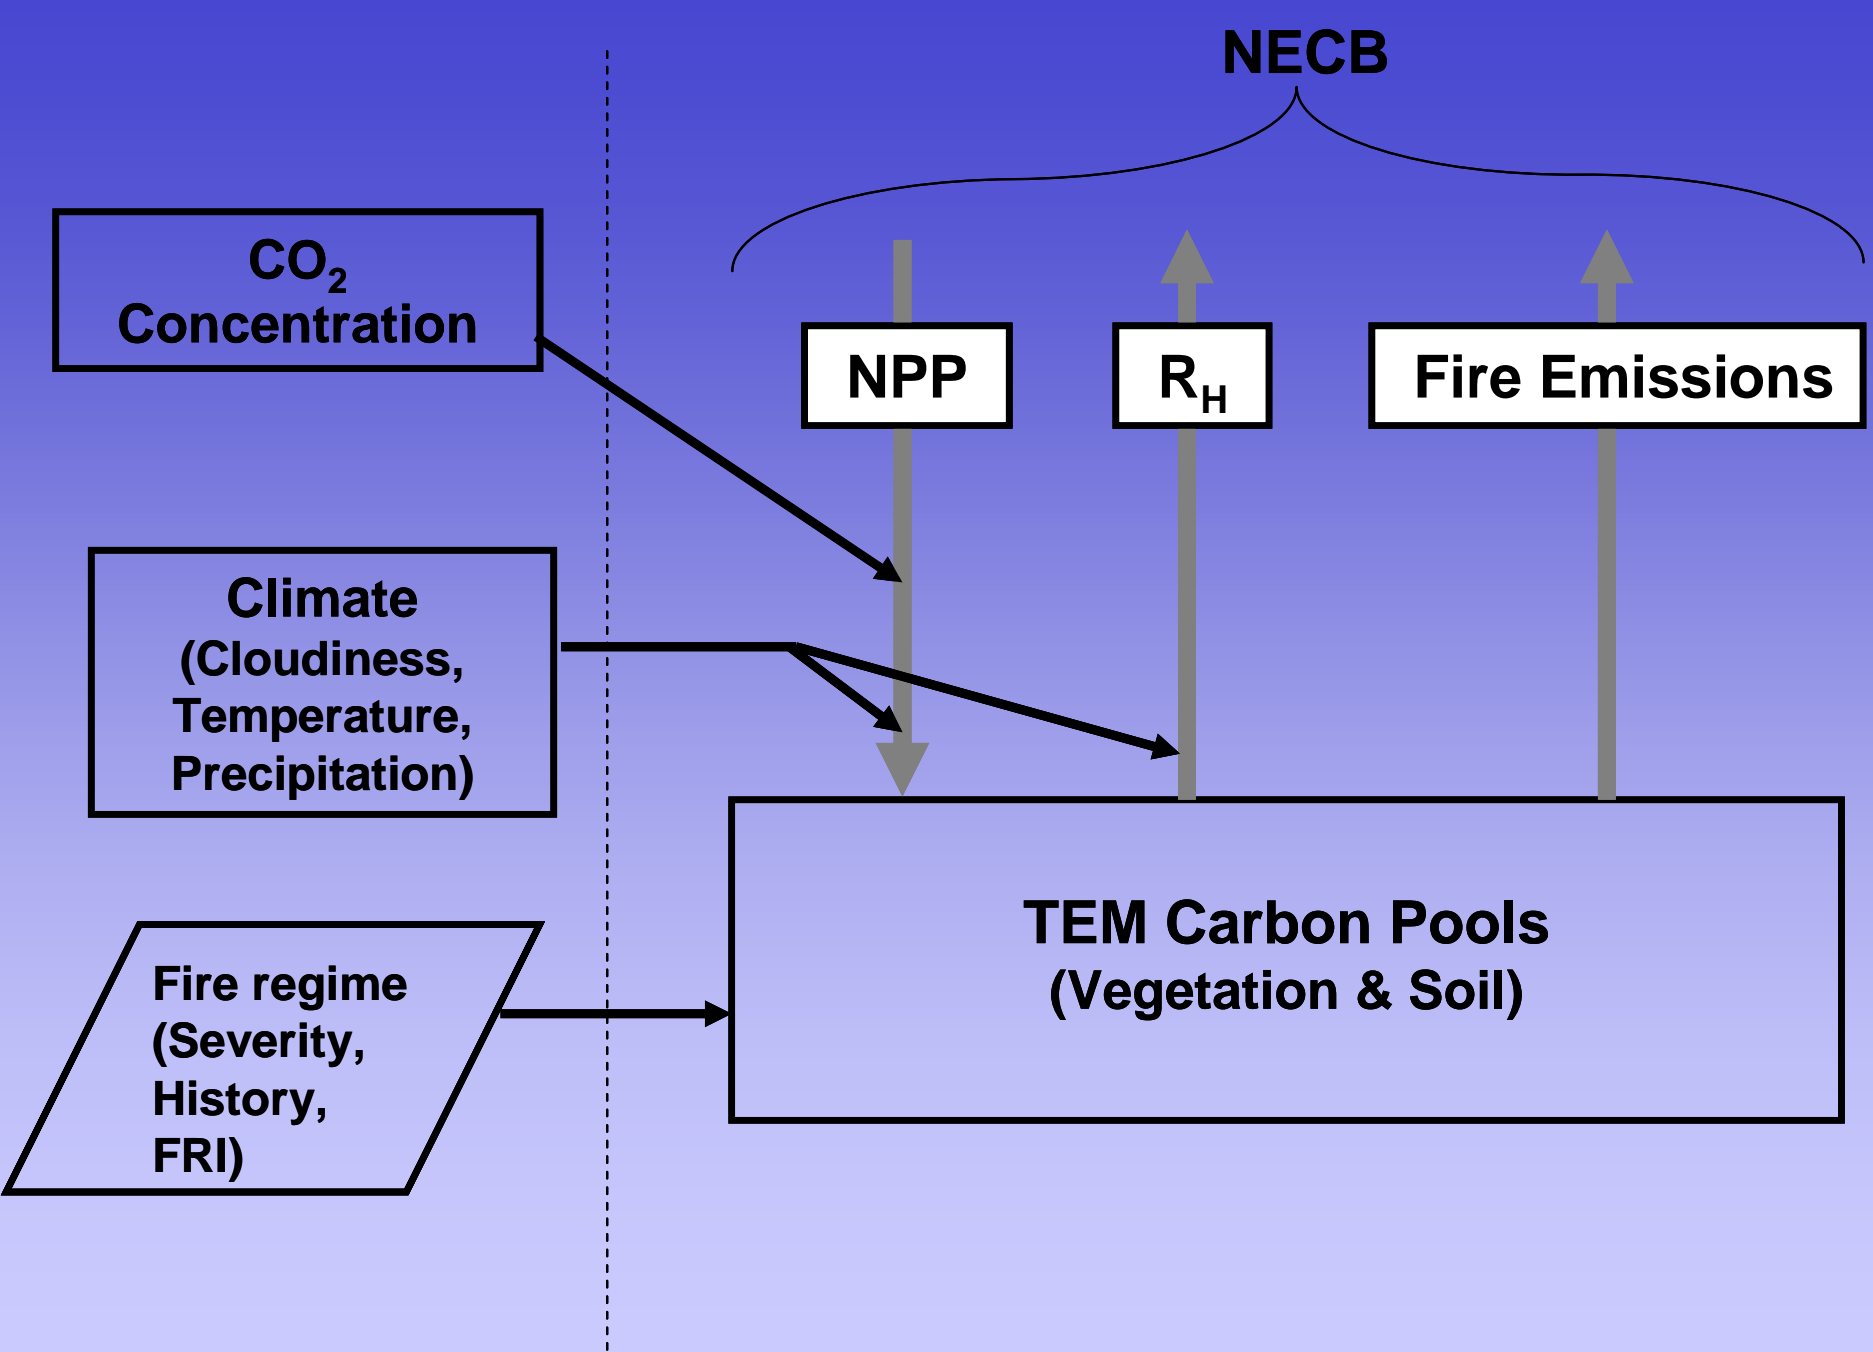 NECB
CO₂
Concentration
NPP
R_H
Fire Emissions
Climate
(Cloudiness,
Temperature,
Precipitation)
TEM Carbon Pools
(Vegetation & Soil)
Fire regime
(Severity,
History,
FRI)